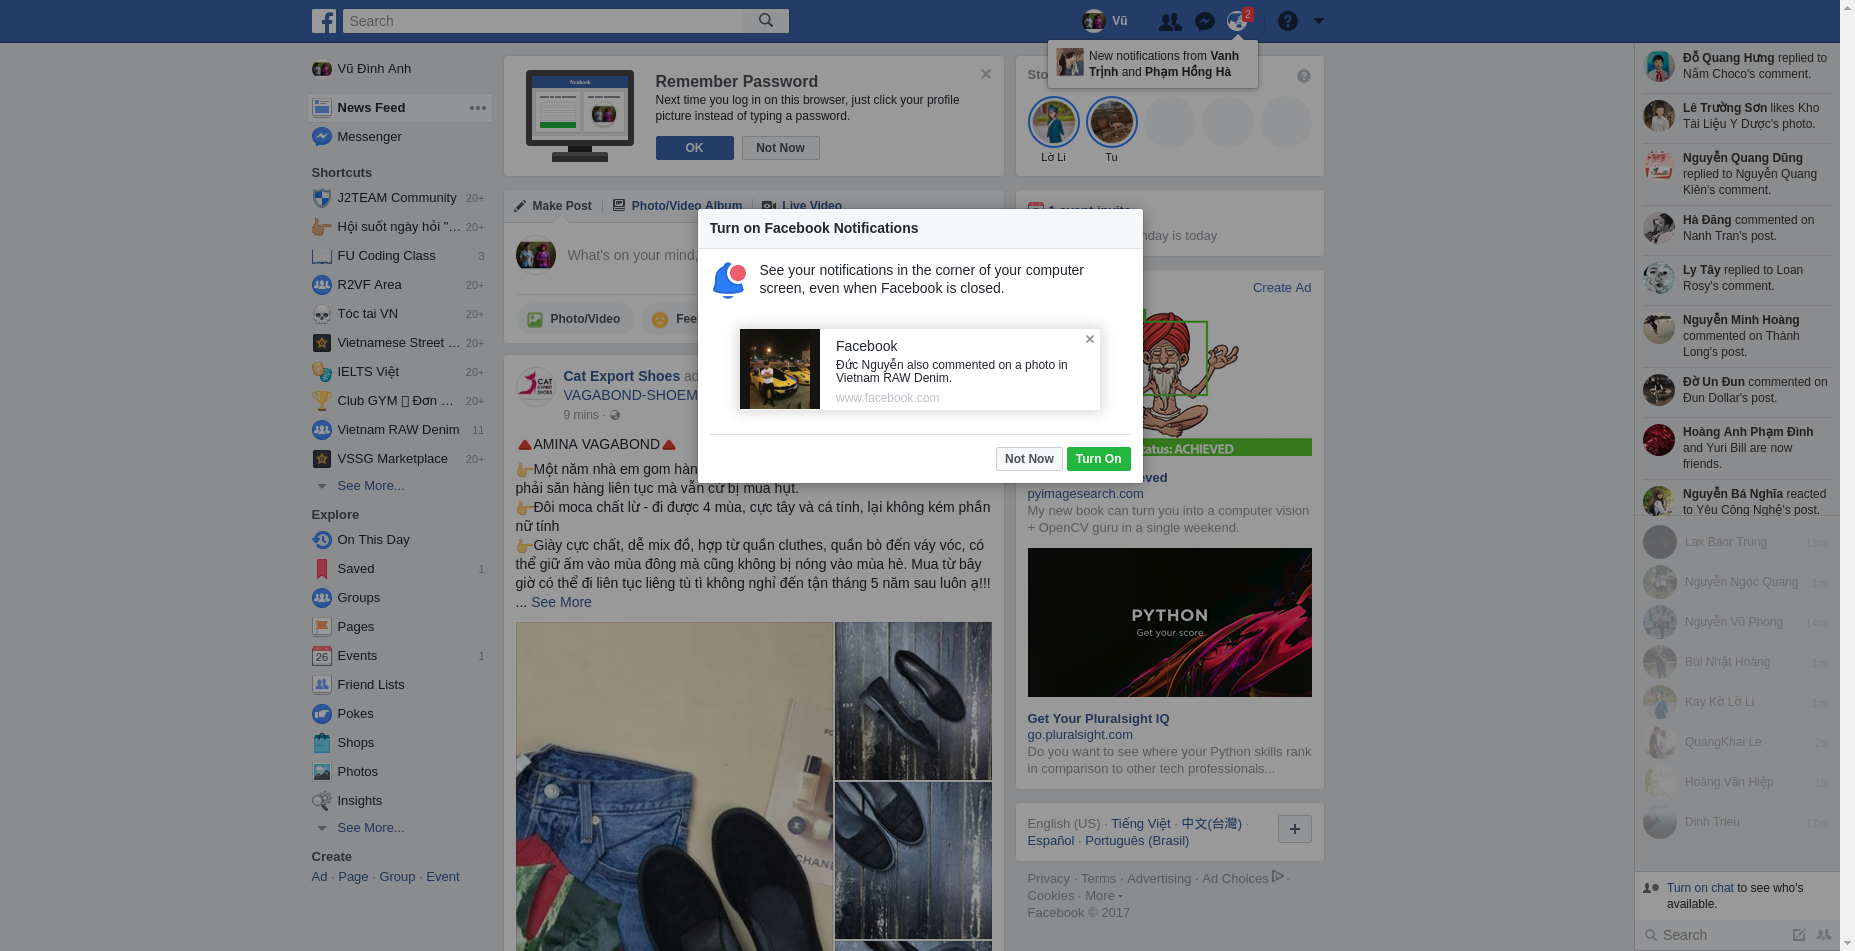 Search
Vũ
2
New notifications from Vanh
Trịnh and Phạm Hồng Hà
Vũ Đình Anh
News Feed
Messenger
Shortcuts
J2TEAM Community 20+
Hội suốt ngày hỏi "... 20+
FU Coding Class 3
R2VF Area 20+
Tóc tai VN 20+
Vietnamese Street ... 20+
IELTS Việt 20+
Club GYM Đơn ... 20+
Vietnam RAW Denim 11
VSSG Marketplace 20+
See More...
Explore
On This Day
Saved 1
Groups
Pages
Events 1
26
Friend Lists
Pokes
Shops
Photos
Insights
See More...
Create
Ad · Page · Group · Event
facebook
Remember Password
Next time you log in on this browser, just click your profile
picture instead of typing a password.
OK
Not Now
Make Post
Photo/Video Album
Live Video
What's on your mind,
Photo/Video
Fee
CAT
EXPORT
SHOES
Cat Export Shoes ad
VAGABOND-SHOEM
9 mins ·
🔺AMINA VAGABOND🔺
👉Một năm nhà em gom hàn
phải săn hàng liên tục mà vẫn cứ bị mua hụt.
👉Đôi moca chất lừ - đi được 4 mùa, cực tây và cá tính, lại không kém phần
nữ tính
👉Giày cực chất, dễ mix đồ, hợp từ quần cluthes, quần bò đến váy vóc, có
thể giữ ấm vào mùa đông mà cũng không bị nóng vào mùa hè. Mua từ bây
giờ có thể đi liên tục liêng tù tì không nghỉ đến tận tháng 5 năm sau luôn ạ!!!
... See More
CHANE
Turn on Facebook Notifications
See your notifications in the corner of your computer
screen, even when Facebook is closed.
Facebook
Đức Nguyễn also commented on a photo in
Vietnam RAW Denim.
www.facebook.com
Not Now
Turn On
Sto
Lờ Li
Tu
1 event invite
hday is today
Create Ad
tatus: ACHIEVED
eved
pyimagesearch.com
My new book can turn you into a computer vision
+ OpenCV guru in a single weekend.
PYTHON
Get your score
Get Your Pluralsight IQ
go.pluralsight.com
Do you want to see where your Python skills rank
in comparison to other tech professionals...
English (US) · Tiếng Việt · 中文(台灣) ·
Español · Português (Brasil)
+
Privacy · Terms · Advertising · Ad Choices ·
Cookies · More
Facebook © 2017
Đỗ Quang Hưng replied to
Nấm Choco's comment.
Lê Trường Sơn likes Kho
Tài Liệu Y Dược's photo.
Nguyễn Quang Dũng
replied to Nguyễn Quang
Kiên's comment.
Hà Đăng commented on
Nanh Tran's post.
Ly Tây replied to Loan
Rosy's comment.
Nguyễn Minh Hoàng
commented on Thành
Long's post.
Đờ Un Đun commented on
Đun Dollar's post.
Hoàng Anh Phạm Đình
and Yuri Bill are now
friends.
Nguyễn Bá Nghĩa reacted
to Yêu Công Nghệ's post.
Lax Baor Trung 13m
Nguyễn Ngọc Quang 1m
Nguyễn Vũ Phong 14m
Bùi Nhật Hoàng 1m
Kay Kờ Lờ Li 1m
QuangKhai Le 2h
Hoàng Văn Hiệp 1h
Dinh Trieu 17m
Turn on chat to see who's
available.
Search